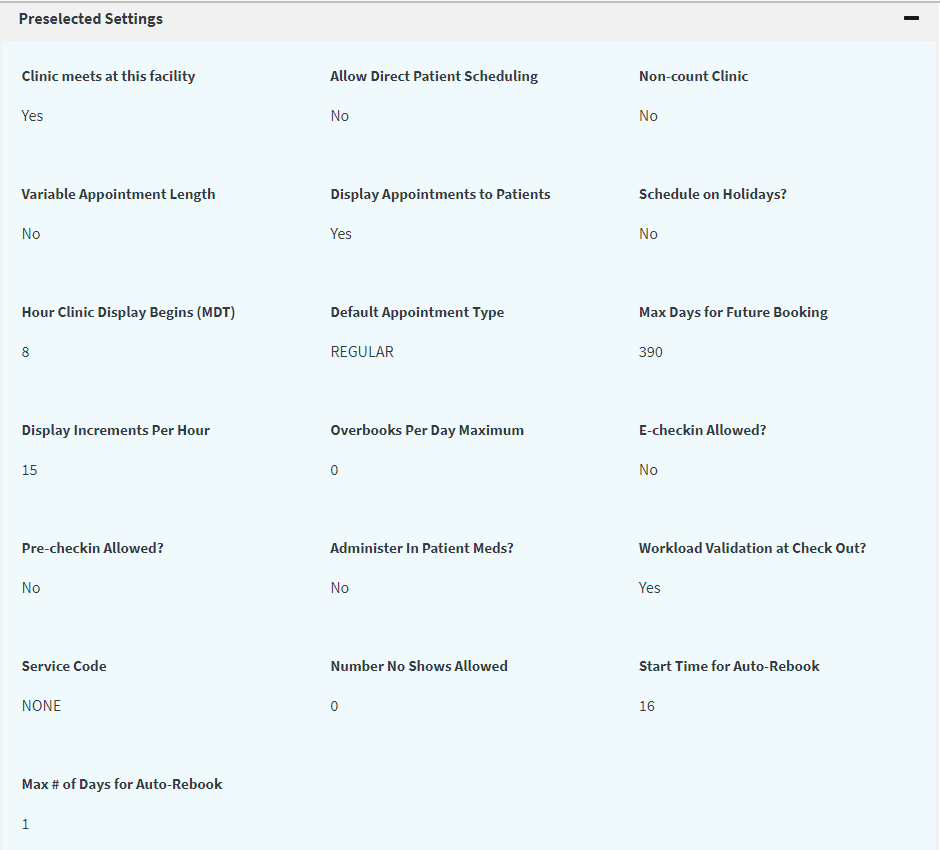 Preselected Settings
Clinic meets at this facility
Allow Direct Patient Scheduling
Non-count Clinic
Yes
No
No
Variable Appointment Length
Display Appointments to Patients
Schedule on Holidays?
No
Yes
No
Hour Clinic Display Begins (MDT)
Default Appointment Type
Max Days for Future Booking
8
REGULAR
390
Display Increments Per Hour
Overbooks Per Day Maximum
E-checkin Allowed?
15
0
No
Pre-checkin Allowed?
Administer In Patient Meds?
Workload Validation at Check Out?
No
No
Yes
Service Code
Number No Shows Allowed
Start Time for Auto-Rebook
NONE
0
16
Max # of Days for Auto-Rebook
1